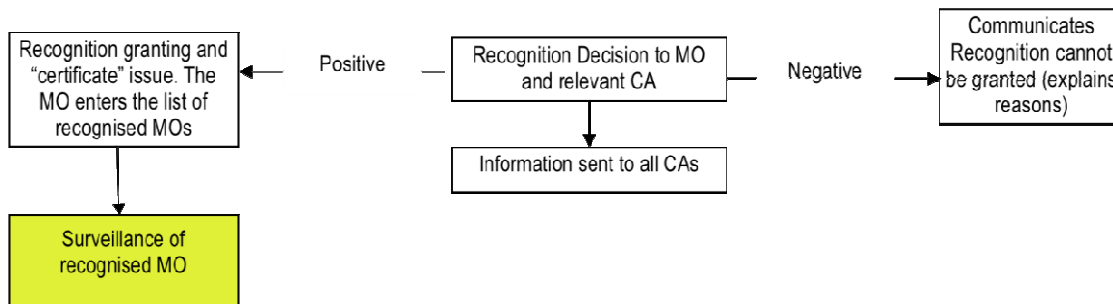 Recognition granting and
“certificate” issue. The
MO enters the list of
recognised MOs
Positive
Recognition Decision to MO
and relevant CA
Negative
Communicates
Recognition cannot
be granted (explains
reasons)
Information sent to all CAs
Surveillance of
recognised MO